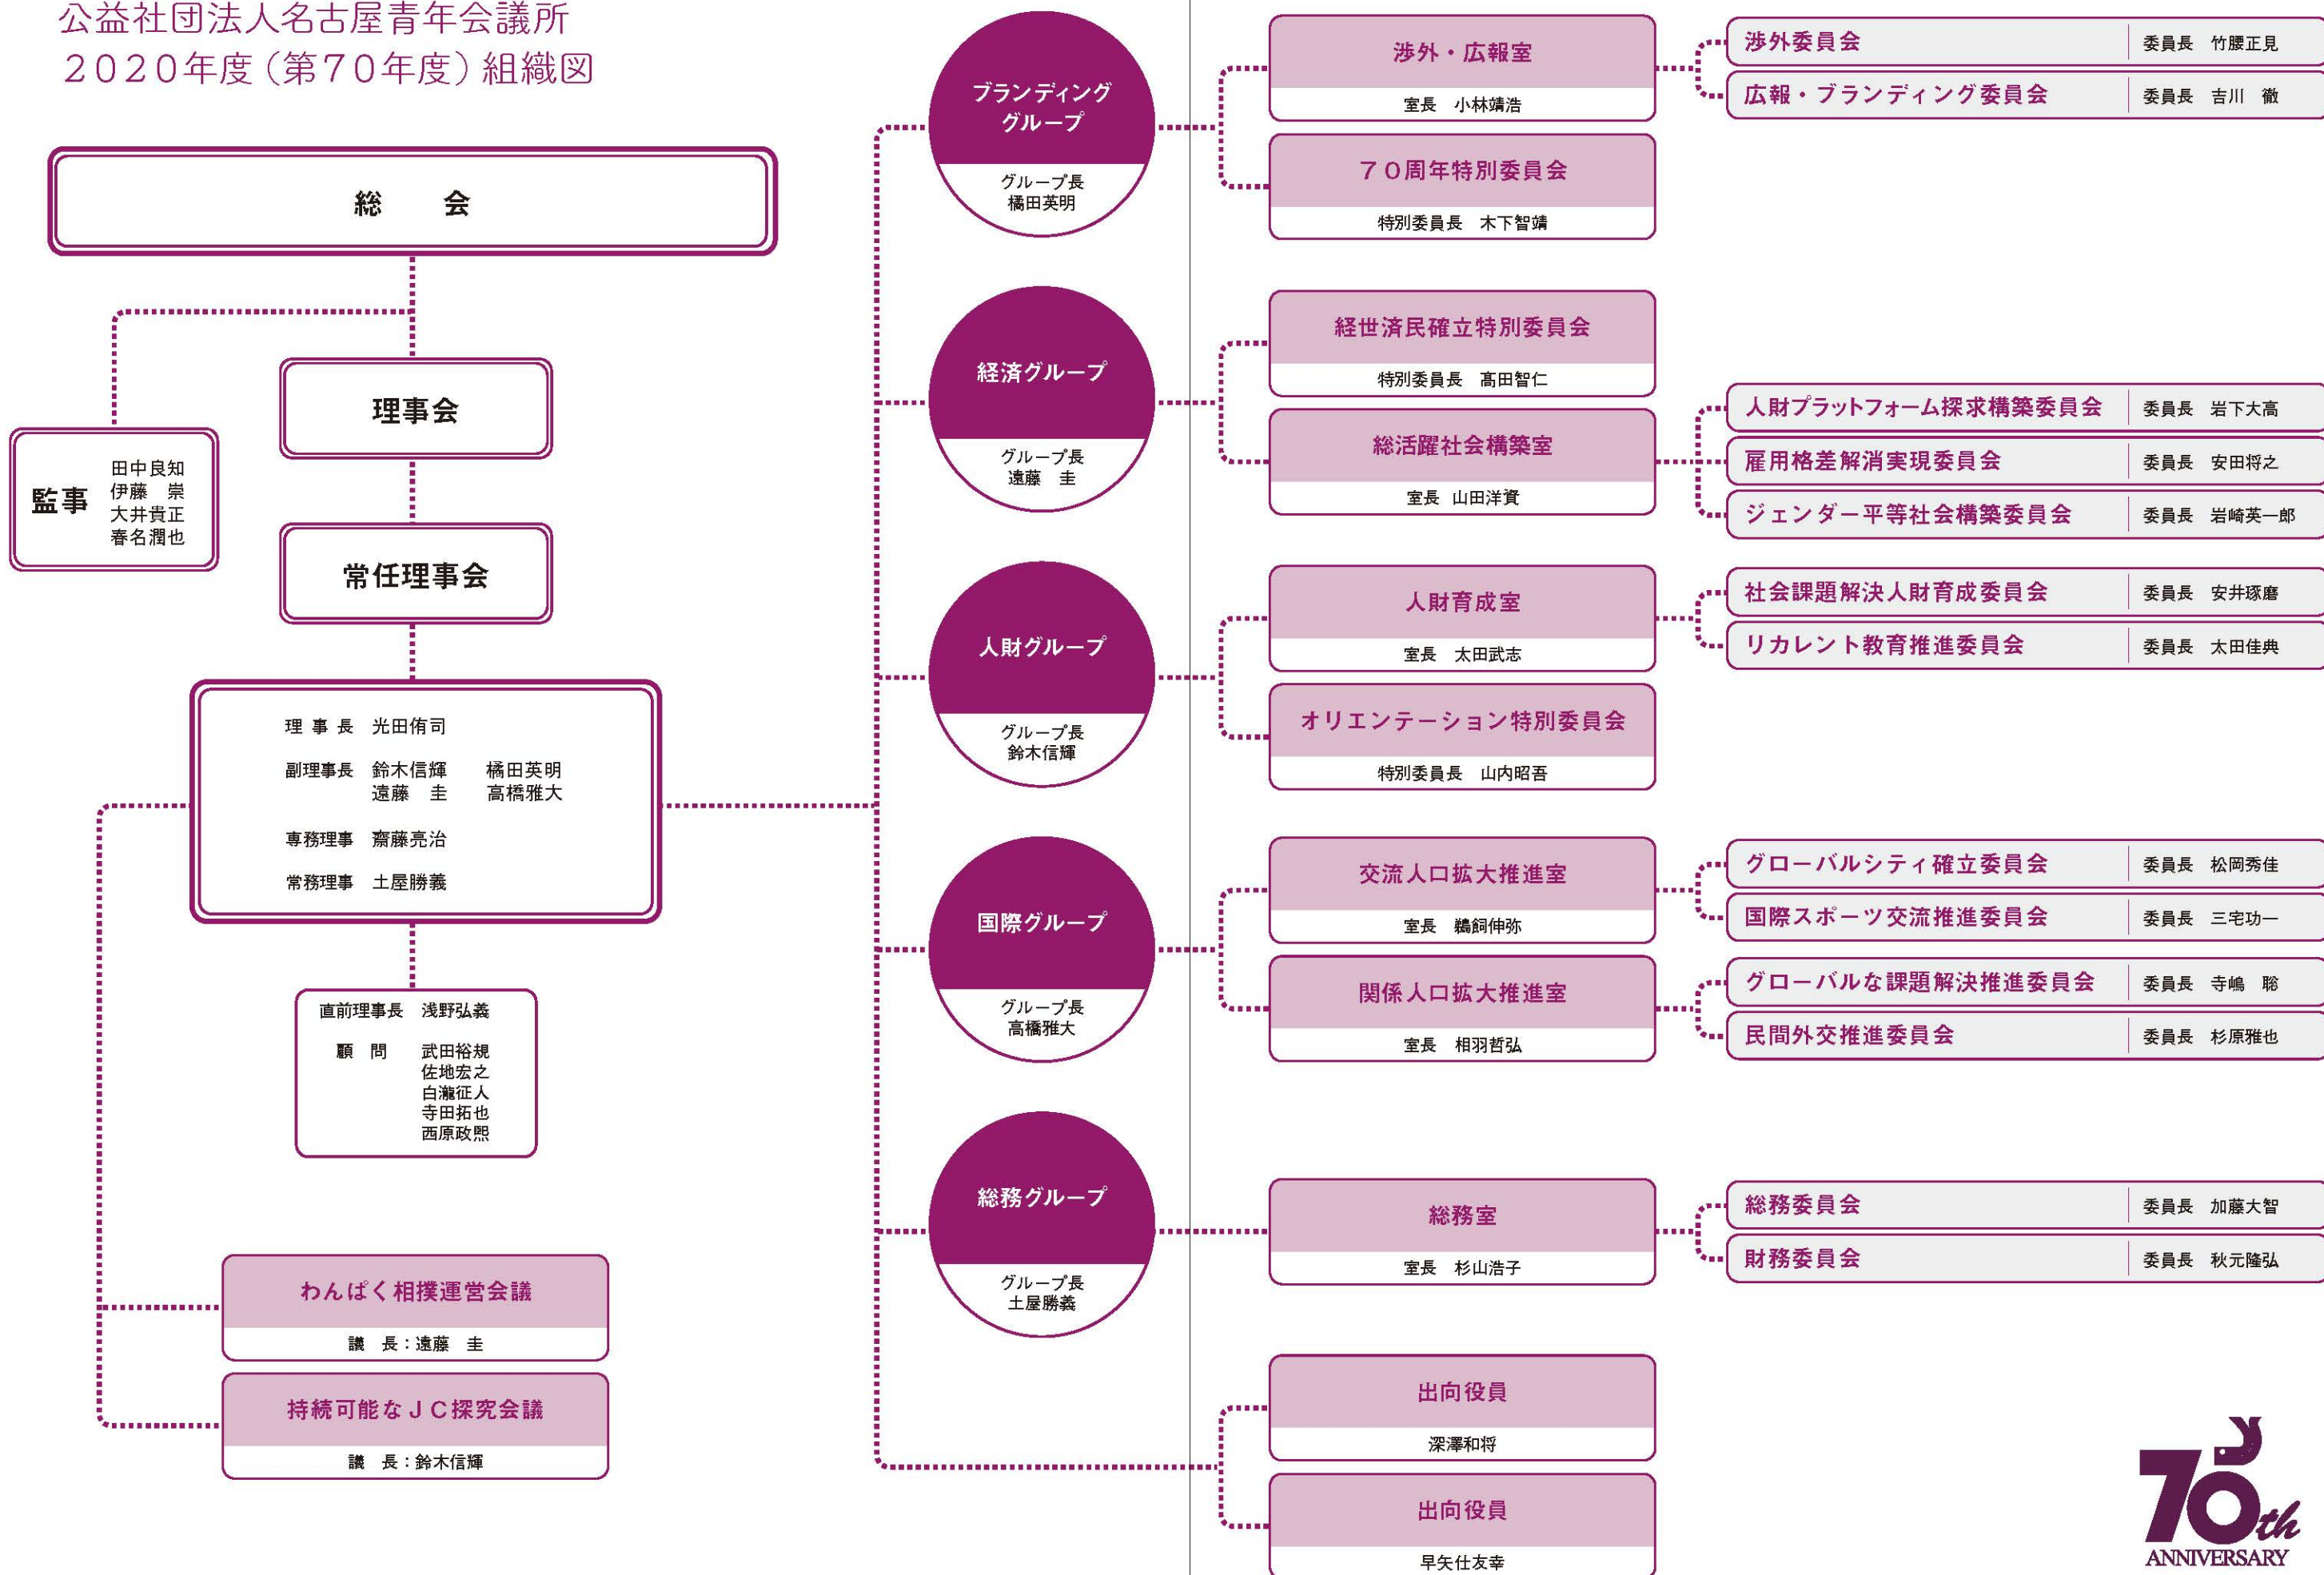 公益社団法人名古屋青年会議所
２０２０年度（第７０年度）組織図
総　　会
理事会
監事
田中良知
伊藤　崇
大井貴正
春名潤也
常任理事会
理 事 長　光田侑司
副理事長　鈴木信輝　　橘田英明
遠藤　圭　　高橋雅大
専務理事　齋藤亮治
常務理事　土屋勝義
直前理事長　浅野弘義
顧　問　武田裕規
佐地宏之
白瀧征人
寺田拓也
西原政熙
わんぱく相撲運営会議
議　長：遠藤　圭
持続可能なＪＣ探究会議
議　長：鈴木信輝
ブランディング
グループ
グループ長
橘田英明
渉外・広報室
室長　小林靖浩
渉外委員会　委員長　竹腰正見
広報・ブランディング委員会　委員長　吉川　徹
７０周年特別委員会
特別委員長　木下智靖
経済グループ
グループ長
遠藤　圭
経世済民確立特別委員会
特別委員長　髙田智仁
総活躍社会構築室
室長　山田洋資
人財プラットフォーム探求構築委員会　委員長　岩下大高
雇用格差解消実現委員会　委員長　安田将之
ジェンダー平等社会構築委員会　委員長　岩崎英一郎
人財グループ
グループ長
鈴木信輝
人財育成室
室長　太田武志
社会課題解決人財育成委員会　委員長　安井琢磨
リカレント教育推進委員会　委員長　太田佳典
オリエンテーション特別委員会
特別委員長　山内昭吾
国際グループ
グループ長
高橋雅大
交流人口拡大推進室
室長　鵜飼伸弥
グローバルシティ確立委員会　委員長　松岡秀佳
国際スポーツ交流推進委員会　委員長　三宅功一
関係人口拡大推進室
室長　相羽哲弘
グローバルな課題解決推進委員会　委員長　寺嶋　聡
民間外交推進委員会　委員長　杉原雅也
総務グループ
グループ長
土屋勝義
総務室
室長　杉山浩子
総務委員会　委員長　加藤大智
財務委員会　委員長　秋元隆弘
出向役員
深澤和将
出向役員
早矢仕友幸
70th
ANNIVERSARY